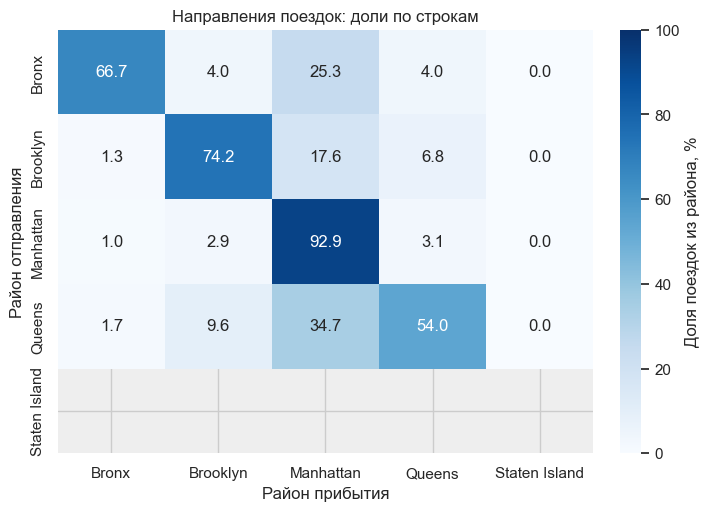 Направления поездок: доли по строкам
Район отправления
Bronx 66.7 4.0 25.3 4.0 0.0
Brooklyn 1.3 74.2 17.6 6.8 0.0
Manhattan 1.0 2.9 92.9 3.1 0.0
Queens 1.7 9.6 34.7 54.0 0.0
Staten Island
Bronx Brooklyn Manhattan Queens Staten Island
Район прибытия
100
80
60
40
20
0
Доля поездок из района, %